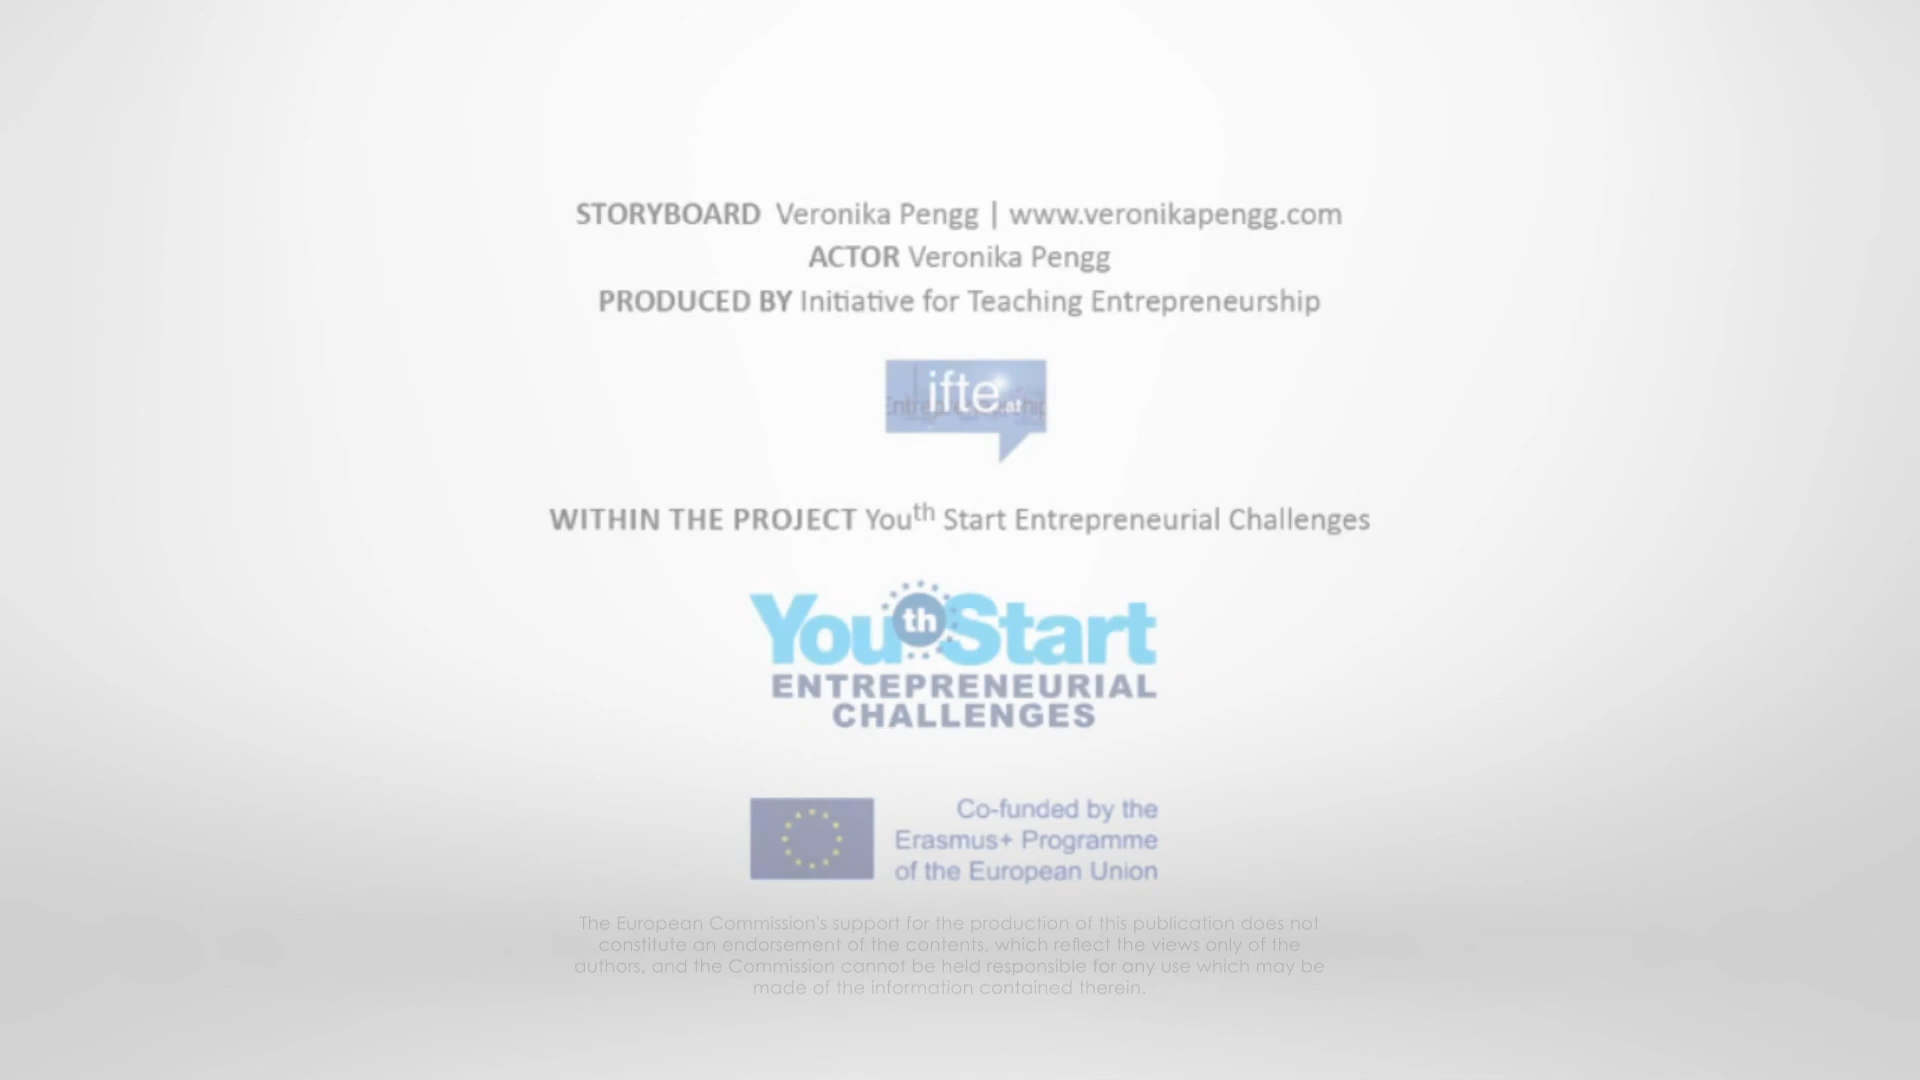 STORYBOARD Veronika Pengg | www.veronikapengg.com
ACTOR Veronika Pengg
PRODUCED BY Initiative for Teaching Entrepreneurship
ifte.at
Entrepreneurship
WITHIN THE PROJECT Youth Start Entrepreneurial Challenges
Youth Start
ENTREPRENEURIAL
CHALLENGES
Co-funded by the
Erasmus+ Programme
of the European Union
The European Commission's support for the production of this publication does not
constitute an endorsement of the contents, which reflect the views only of the
authors, and the Commission cannot be held responsible for any use which may be
made of the information contained therein.